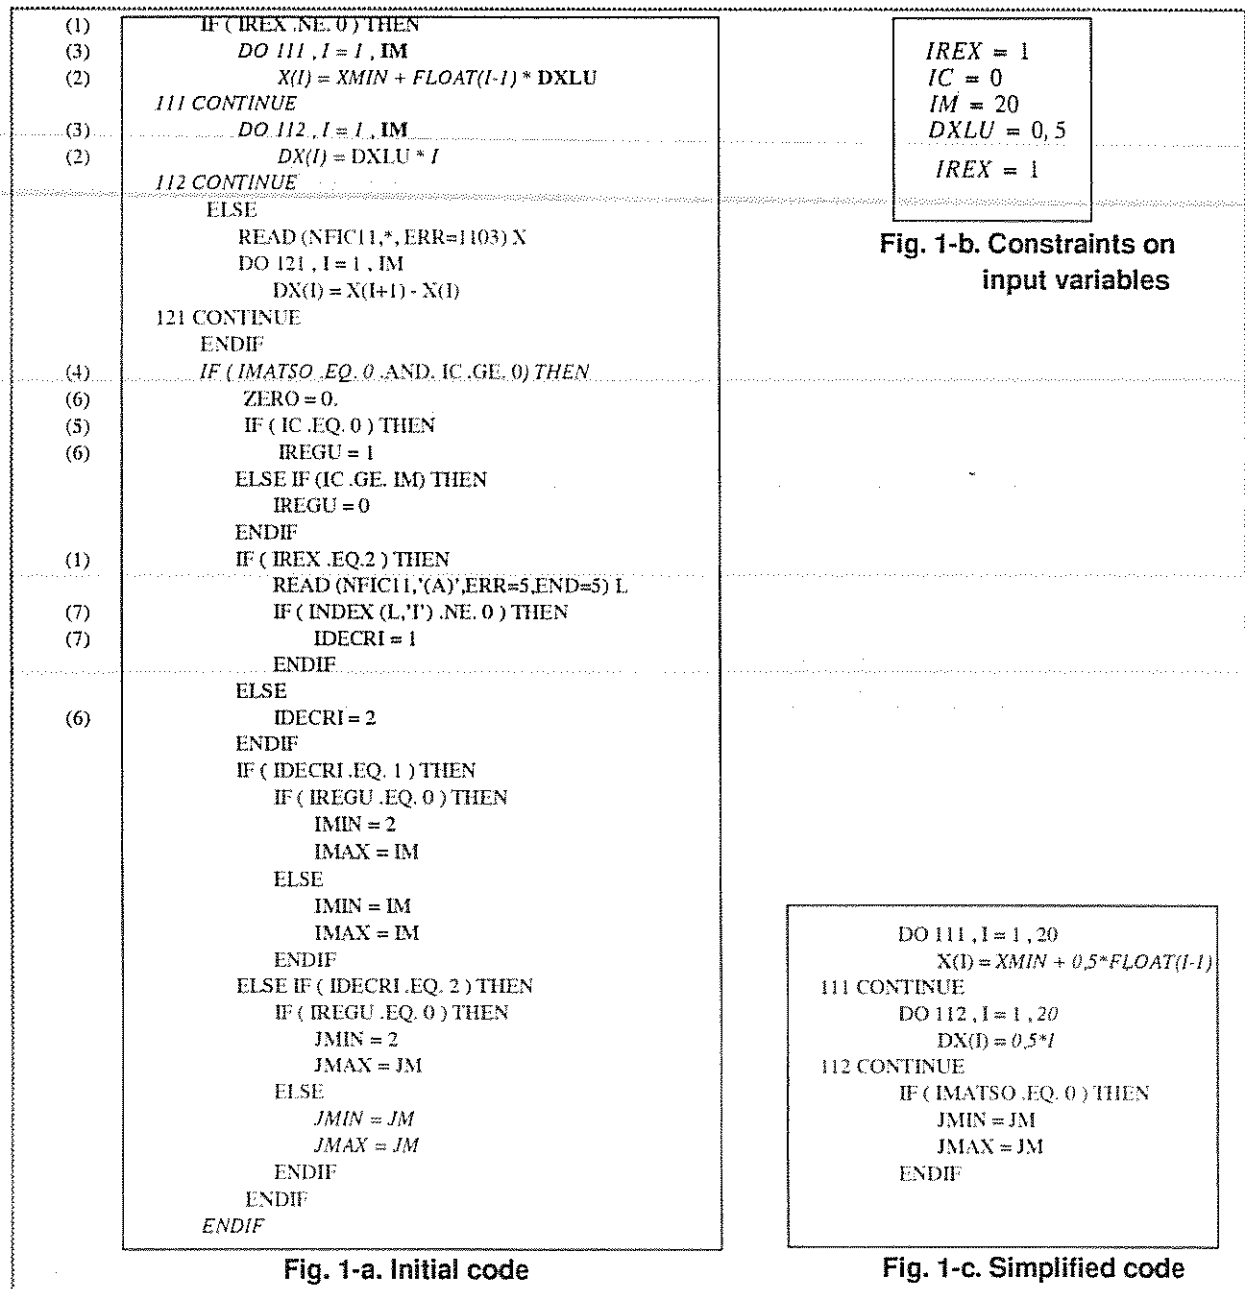 (1) IF ( IREX .NE. 0 ) THEN
(3) DO 111 , I = 1 , IM
(2) X(I) = XMIN + FLOAT(I-1) * DXLU
111 CONTINUE
(3) DO 112 , I = 1 , IM
(2) DX(I) = DXLU * I
112 CONTINUE
ELSE
READ (NFIC11,*, ERR=1103) X
DO 121 , I = 1 , IM
DX(I) = X(I+1) - X(I)
121 CONTINUE
ENDIF
(4) IF ( IMATSO .EQ. 0 .AND. IC .GE. 0) THEN
(6) ZERO = 0.
(5) IF ( IC .EQ. 0 ) THEN
(6) IREGU = 1
ELSE IF (IC .GE. IM) THEN
IREGU = 0
ENDIF
(1) IF ( IREX .EQ.2 ) THEN
READ (NFIC11,'(A)',ERR=5,END=5) L
(7) IF ( INDEX (L,'I') .NE. 0 ) THEN
(7) IDECRI = 1
ENDIF
ELSE
(6) IDECRI = 2
ENDIF
IF ( IDECRI .EQ. 1 ) THEN
IF ( IREGU .EQ. 0 ) THEN
IMIN = 2
IMAX = IM
ELSE
IMIN = IM
IMAX = IM
ENDIF
ELSE IF ( IDECRI .EQ. 2 ) THEN
IF ( IREGU .EQ. 0 ) THEN
JMIN = 2
JMAX = JM
ELSE
JMIN = JM
JMAX = JM
ENDIF
ENDIF
ENDIF
Fig. 1-a. Initial code
IREX = 1
IC = 0
IM = 20
DXLU = 0, 5
IREX = 1
Fig. 1-b. Constraints on
input variables
DO 111 , I = 1 , 20
X(I) = XMIN + 0,5*FLOAT(I-1)
111 CONTINUE
DO 112 , I = 1 , 20
DX(I) = 0,5*I
112 CONTINUE
IF ( IMATSO .EQ. 0 ) THEN
JMIN = JM
JMAX = JM
ENDIF
Fig. 1-c. Simplified code